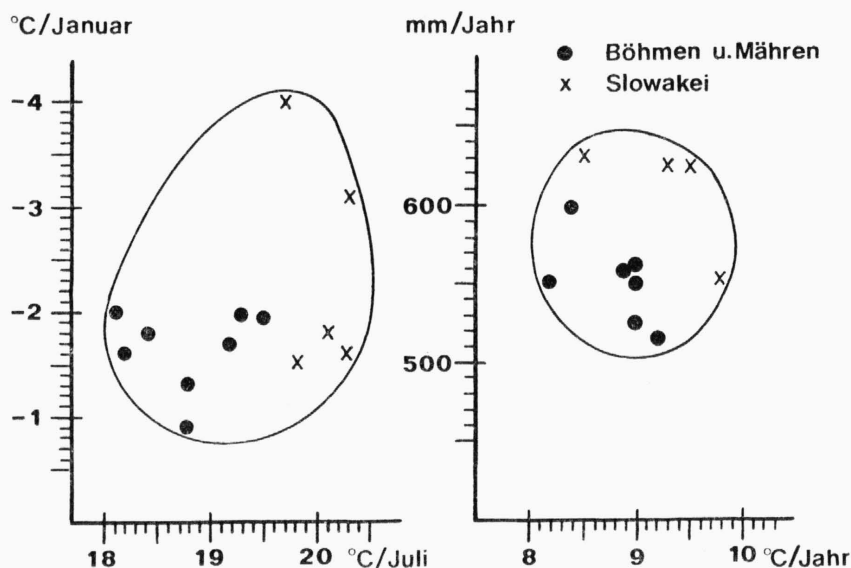 °C/Januar
-4
-3
-2
-1
18 19 20 °C/Juli
mm/Jahr
● Böhmen u. Mähren
x Slowakei
600
500
8 9 10 °C/Jahr